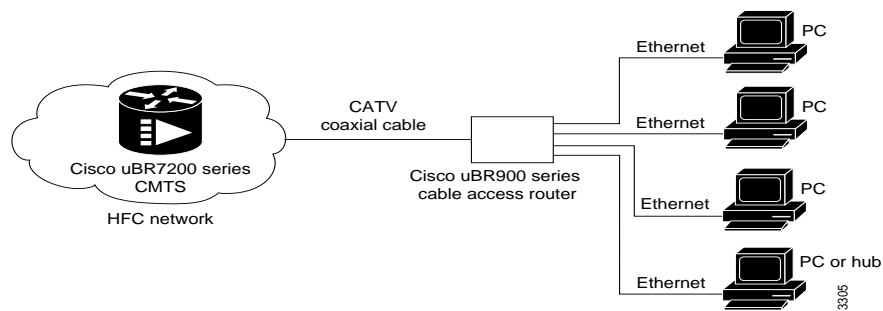 Ethernet
PC
CATV
coaxial cable
Ethernet
PC
Cisco uBR7200 series
CMTS
HFC network
Cisco uBR900 series
cable access router
Ethernet
PC
Ethernet
PC or hub
3305